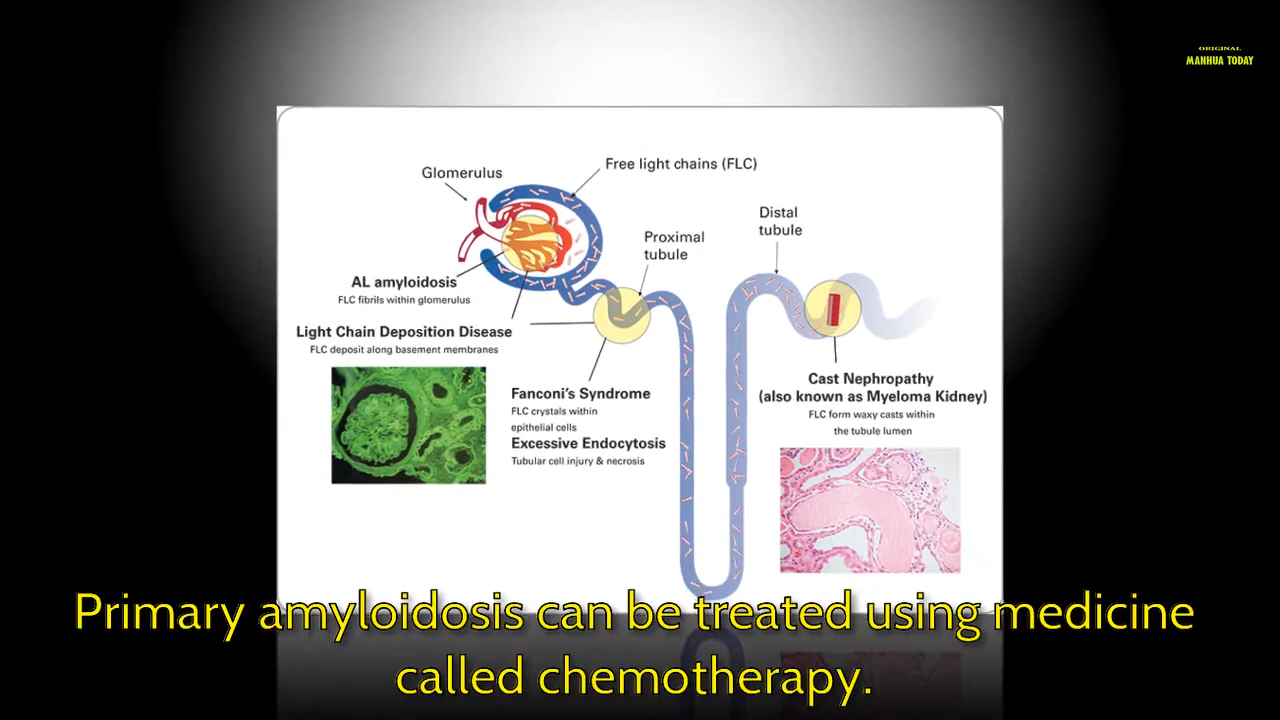 ORIGINAL
MANHUA TODAY
Glomerulus
Free light chains (FLC)
Proximal
tubule
Distal
tubule
AL amyloidosis
FLC fibrils within glomerulus
Light Chain Deposition Disease
FLC deposit along basement membranes
Fanconi's Syndrome
FLC crystals within
epithelial cells
Excessive Endocytosis
Tubular cell injury & necrosis
Cast Nephropathy
(also known as Myeloma Kidney)
FLC form waxy casts within
the tubule lumen
Primary amyloidosis can be treated using medicine
called chemotherapy.